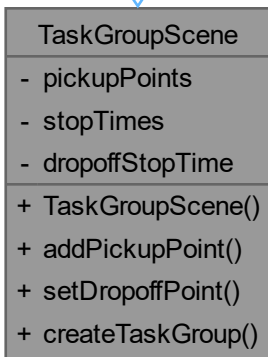 TaskGroupScene
- pickupPoints
- stopTimes
- dropoffStopTime
+ TaskGroupScene()
+ addPickupPoint()
+ setDropoffPoint()
+ createTaskGroup()